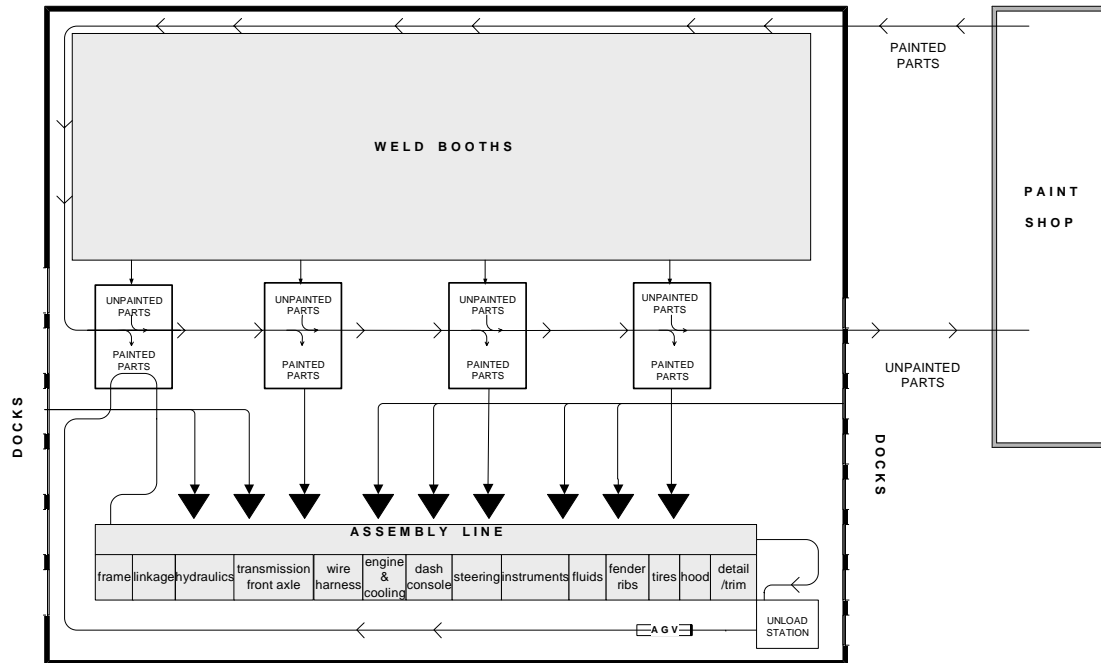 PAINTED
PARTS
WELD BOOTHS
PAINT
SHOP
UNPAINTED
PARTS
PAINTED
PARTS
UNPAINTED
PARTS
PAINTED
PARTS
UNPAINTED
PARTS
PAINTED
PARTS
UNPAINTED
PARTS
PAINTED
PARTS
UNPAINTED
PARTS
DOCKS
DOCKS
ASSEMBLY LINE
frame
linkage
hydraulics
transmission
front axle
wire
harness
engine
&
cooling
dash
console
steering
instruments
fluids
fender
ribs
tires
hood
detail
/trim
AGV
UNLOAD
STATION